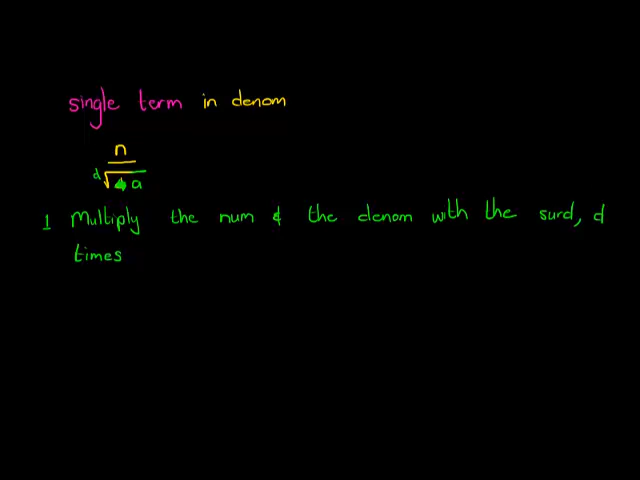 single term in denom
n
d√a
1 Multiply the num & the denom with the surd, d
times